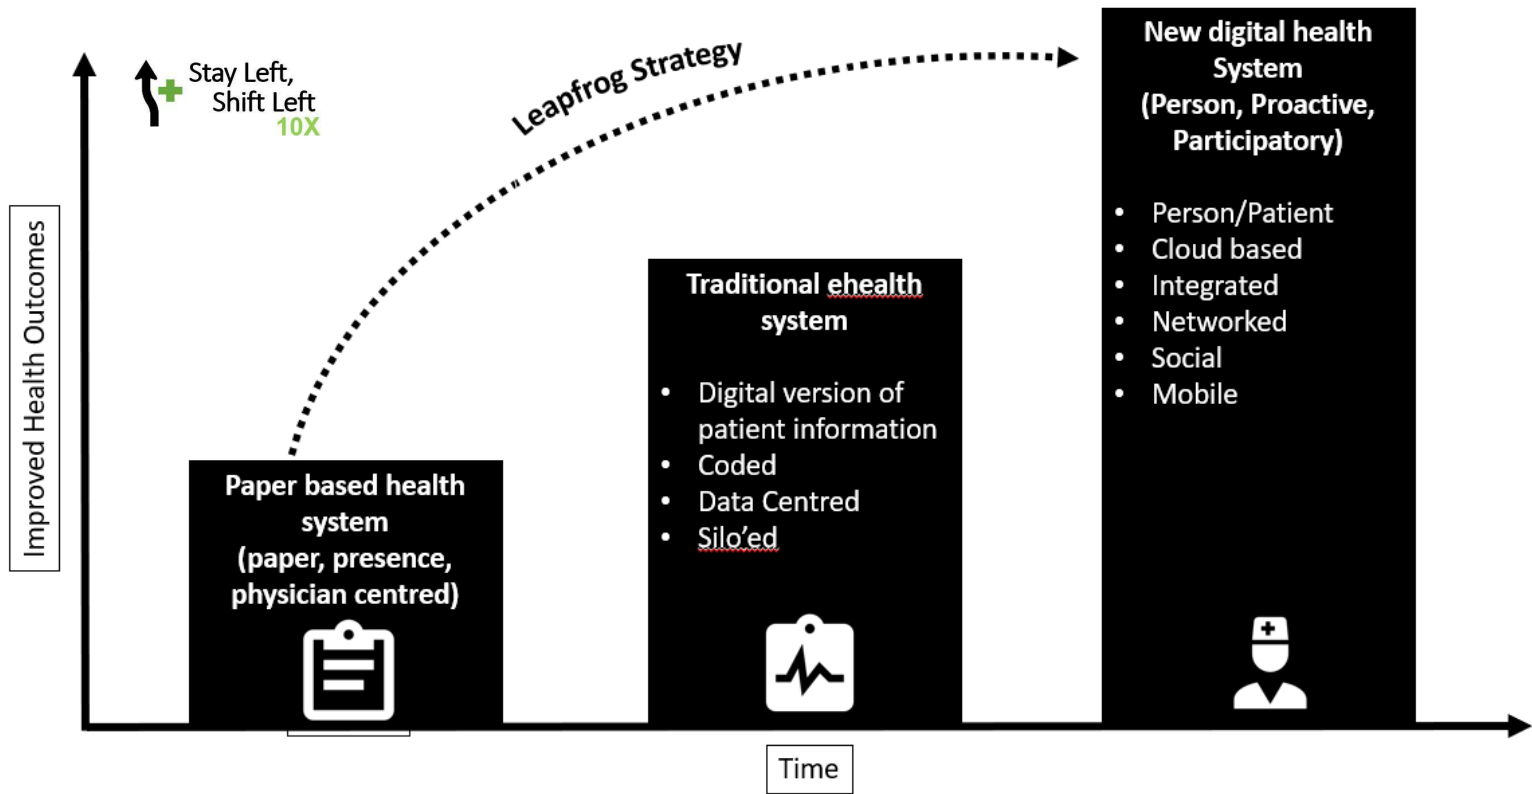 Stay Left,
Shift Left
10X
Leapfrog Strategy
Improved Health Outcomes
Paper based health
system
(paper, presence,
physician centred)
Traditional ehealth
system
• Digital version of
patient information
• Coded
• Data Centred
• Silo’ed
New digital health
System
(Person, Proactive,
Participatory)
• Person/Patient
• Cloud based
• Integrated
• Networked
• Social
• Mobile
Time